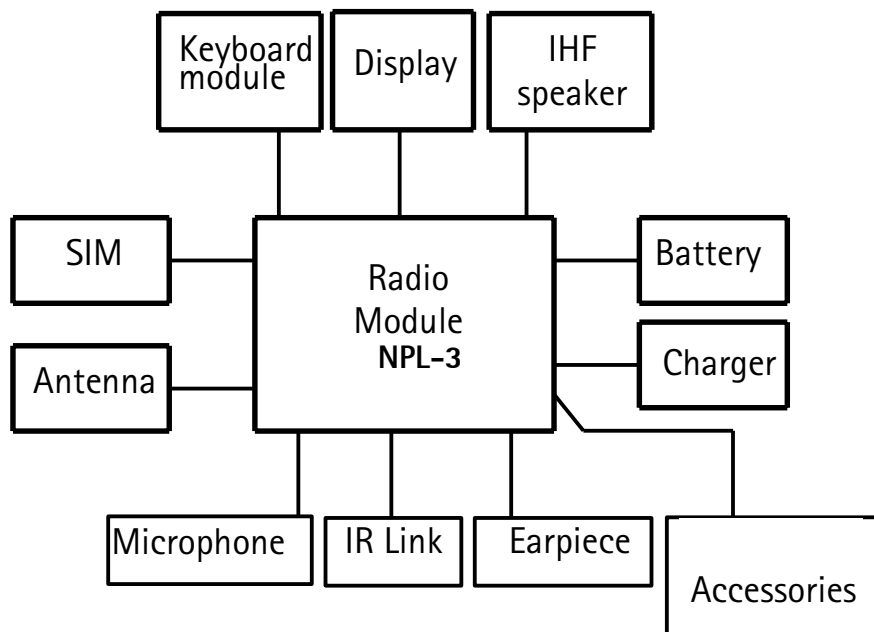 Keyboard
module
Display
IHF
speaker
SIM
Radio
Module
NPL-3
Battery
Antenna
Charger
Microphone
IR Link
Earpiece
Accessories